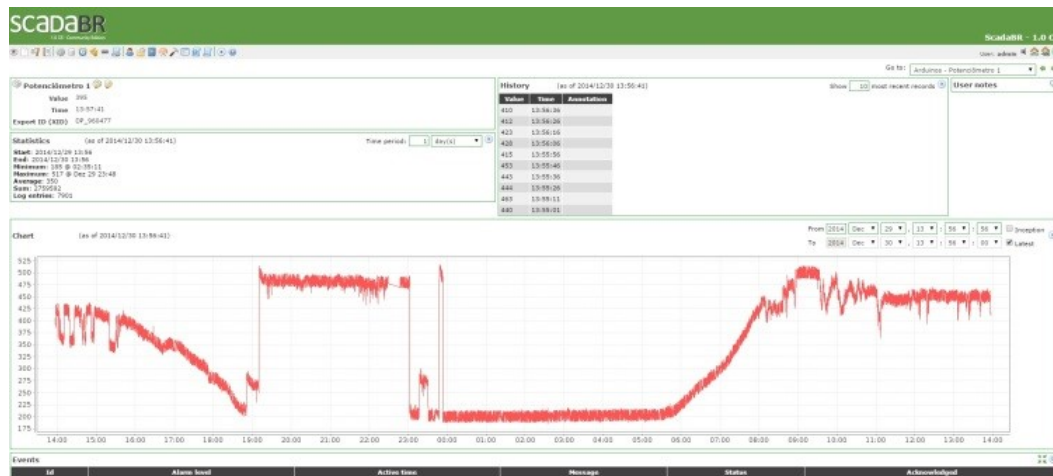 SCADABR
ScadaBR - 1.0
User: admin
Go to: Arduinos - Potenciômetro 1
Potenciômetro 1
Value 395
Time 13:57:41
Export ID (XID) DP_966477
Statistics (as of 2014/12/30 13:56:41) Time period: 1 day(s)
Start: 2014/12/29 13:56
End: 2014/12/30 13:56
Minimum: 185 @ 02:35:11
Maximum: 517 @ Dez 29 23:48
Average: 350
Sum: 2759592
Log entries: 7901
History (as of 2014/12/30 13:56:41) Show 10 most recent records
Value Time Annotation
410 13:56:36
412 13:56:26
423 13:56:16
428 13:56:06
415 13:55:56
453 13:55:46
443 13:55:36
444 13:55:26
463 13:55:11
440 13:55:01
User notes
Chart (as of 2014/12/30 13:56:41)
From 2014 Dec 29 , 13 : 56 : 56 Inception
To 2014 Dec 30 , 13 : 56 : 00 Latest
525
500
475
450
425
400
375
350
325
300
275
250
225
200
175
14:00 15:00 16:00 17:00 18:00 19:00 20:00 21:00 22:00 23:00 00:00 01:00 02:00 03:00 04:00 05:00 06:00 07:00 08:00 09:00 10:00 11:00 12:00 13:00 14:00
Events
Id Alarm level Active time Message Status Acknowledged